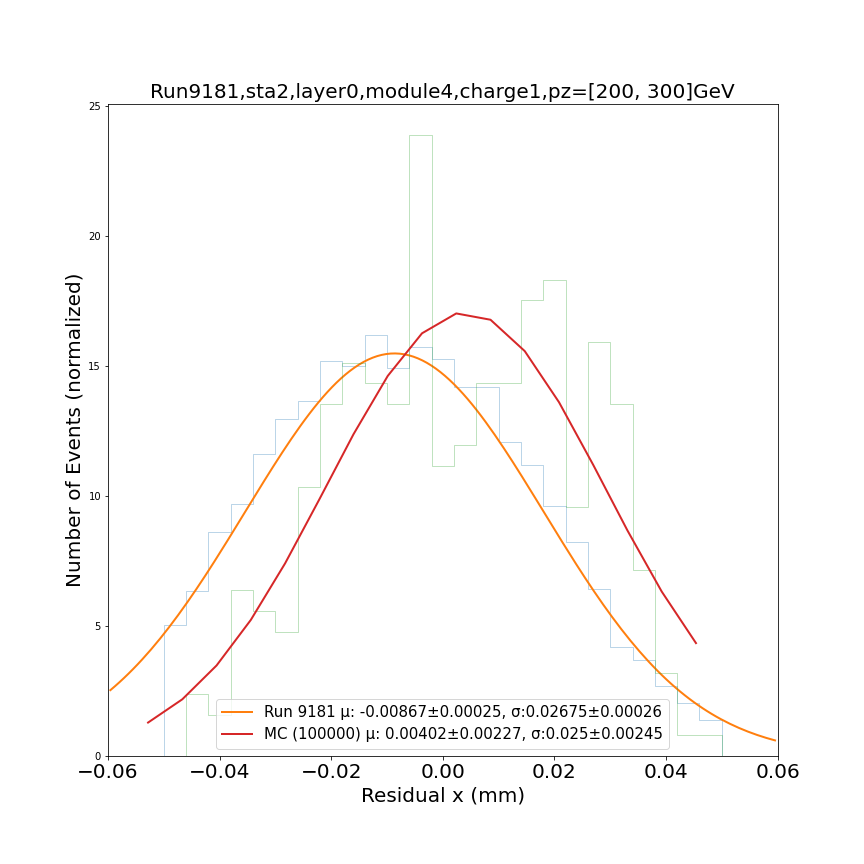 Run9181,sta2,layer0,module4,charge1,pz=[200, 300]GeV
Number of Events (normalized)
25
20
15
10
5
0
Run 9181 μ: -0.00867±0.00025, σ:0.02675±0.00026
MC (100000) μ: 0.00402±0.00227, σ:0.025±0.00245
−0.06 −0.04 −0.02 0.00 0.02 0.04 0.06
Residual x (mm)